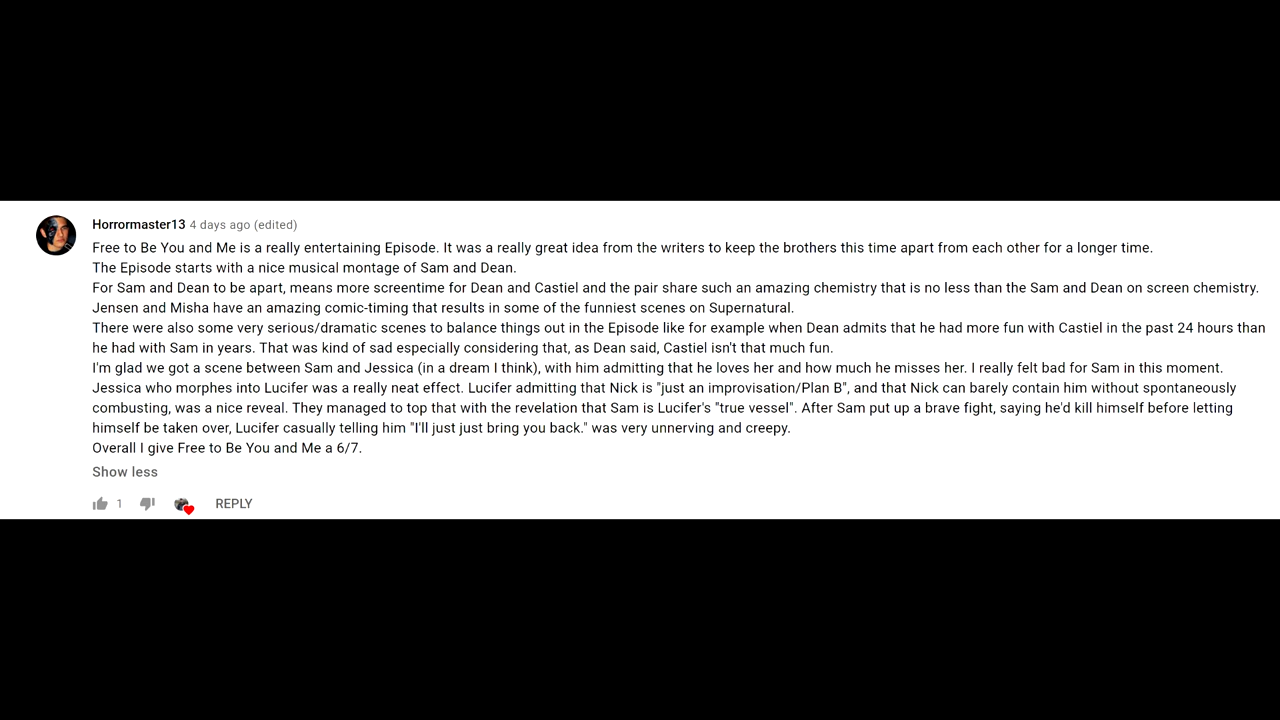 Horrormaster13 4 days ago (edited)
Free to Be You and Me is a really entertaining Episode. It was a really great idea from the writers to keep the brothers this time apart from each other for a longer time.
The Episode starts with a nice musical montage of Sam and Dean.
For Sam and Dean to be apart, means more screentime for Dean and Castiel and the pair share such an amazing chemistry that is no less than the Sam and Dean on screen chemistry.
Jensen and Misha have an amazing comic-timing that results in some of the funniest scenes on Supernatural.
There were also some very serious/dramatic scenes to balance things out in the Episode like for example when Dean admits that he had more fun with Castiel in the past 24 hours than
he had with Sam in years. That was kind of sad especially considering that, as Dean said, Castiel isn't that much fun.
I'm glad we got a scene between Sam and Jessica (in a dream I think), with him admitting that he loves her and how much he misses her. I really felt bad for Sam in this moment.
Jessica who morphes into Lucifer was a really neat effect. Lucifer admitting that Nick is "just an improvisation/Plan B", and that Nick can barely contain him without spontaneously
combusting, was a nice reveal. They managed to top that with the revelation that Sam is Lucifer's "true vessel". After Sam put up a brave fight, saying he'd kill himself before letting
himself be taken over, Lucifer casually telling him "I'll just just bring you back." was very unnerving and creepy.
Overall I give Free to Be You and Me a 6/7.
Show less
1 REPLY